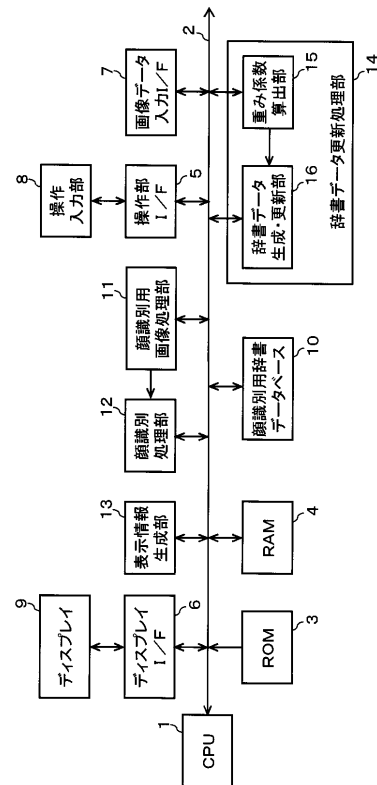 9
ディスプレイ
8
操作
入力部
13
表示情報
生成部
12
顔識別
処理部
11
顔識別用
画像処理部
7
画像データ
入力I/F
6
ディスプレイ
I/F
5
操作部
I/F
1
CPU
2
3
ROM
4
RAM
10
顔識別用辞書
データベース
16
辞書データ
生成・更新部
15
重み係数
算出部
14
辞書データ更新処理部